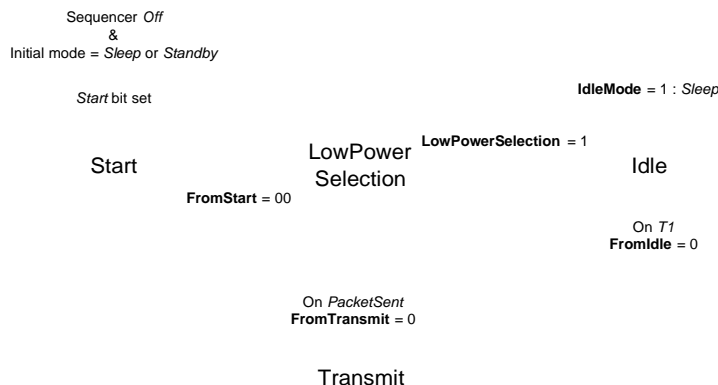 Sequencer Off
&
Initial mode = Sleep or Standby
IdleMode = 1 : Sleep
Start bit set
LowPowerSelection = 1
Start
LowPower
Selection
Idle
FromStart = 00
On T1
FromIdle = 0
On PacketSent
FromTransmit = 0
Transmit